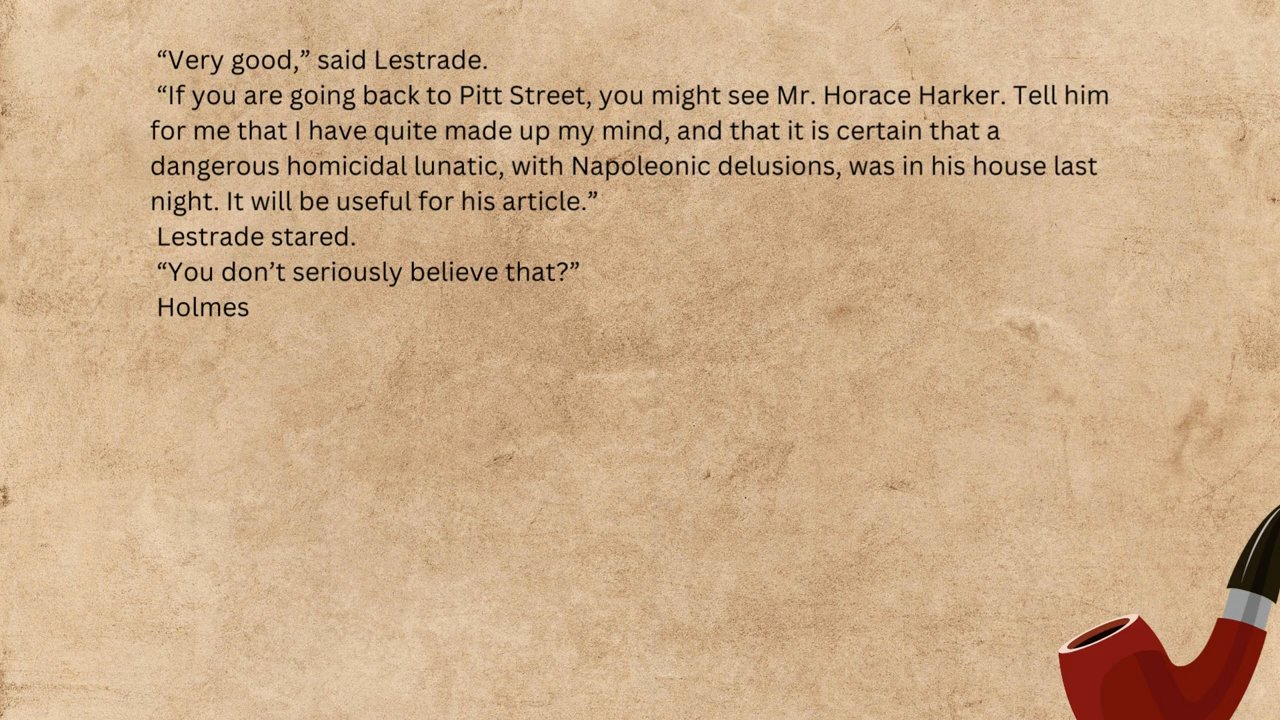 “Very good,” said Lestrade.
“If you are going back to Pitt Street, you might see Mr. Horace Harker. Tell him
for me that I have quite made up my mind, and that it is certain that a
dangerous homicidal lunatic, with Napoleonic delusions, was in his house last
night. It will be useful for his article.”
Lestrade stared.
“You don’t seriously believe that?”
Holmes